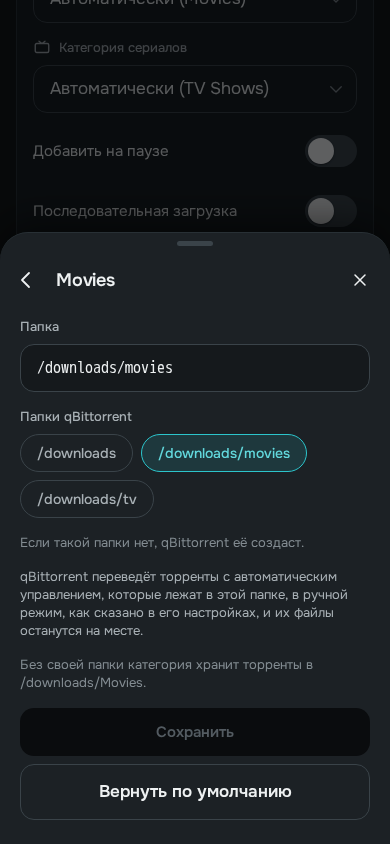 Автоматически (Movies)
Категория сериалов
Автоматически (TV Shows)
Добавить на паузе
Последовательная загрузка
Movies
Папка
/downloads/movies
Папки qBittorrent
/downloads
/downloads/movies
/downloads/tv
Если такой папки нет, qBittorrent её создаст.
qBittorrent переведёт торренты с автоматическим
управлением, которые лежат в этой папке, в ручной
режим, как сказано в его настройках, и их файлы
останутся на месте.
Без своей папки категория хранит торренты в
/downloads/Movies.
Сохранить
Вернуть по умолчанию